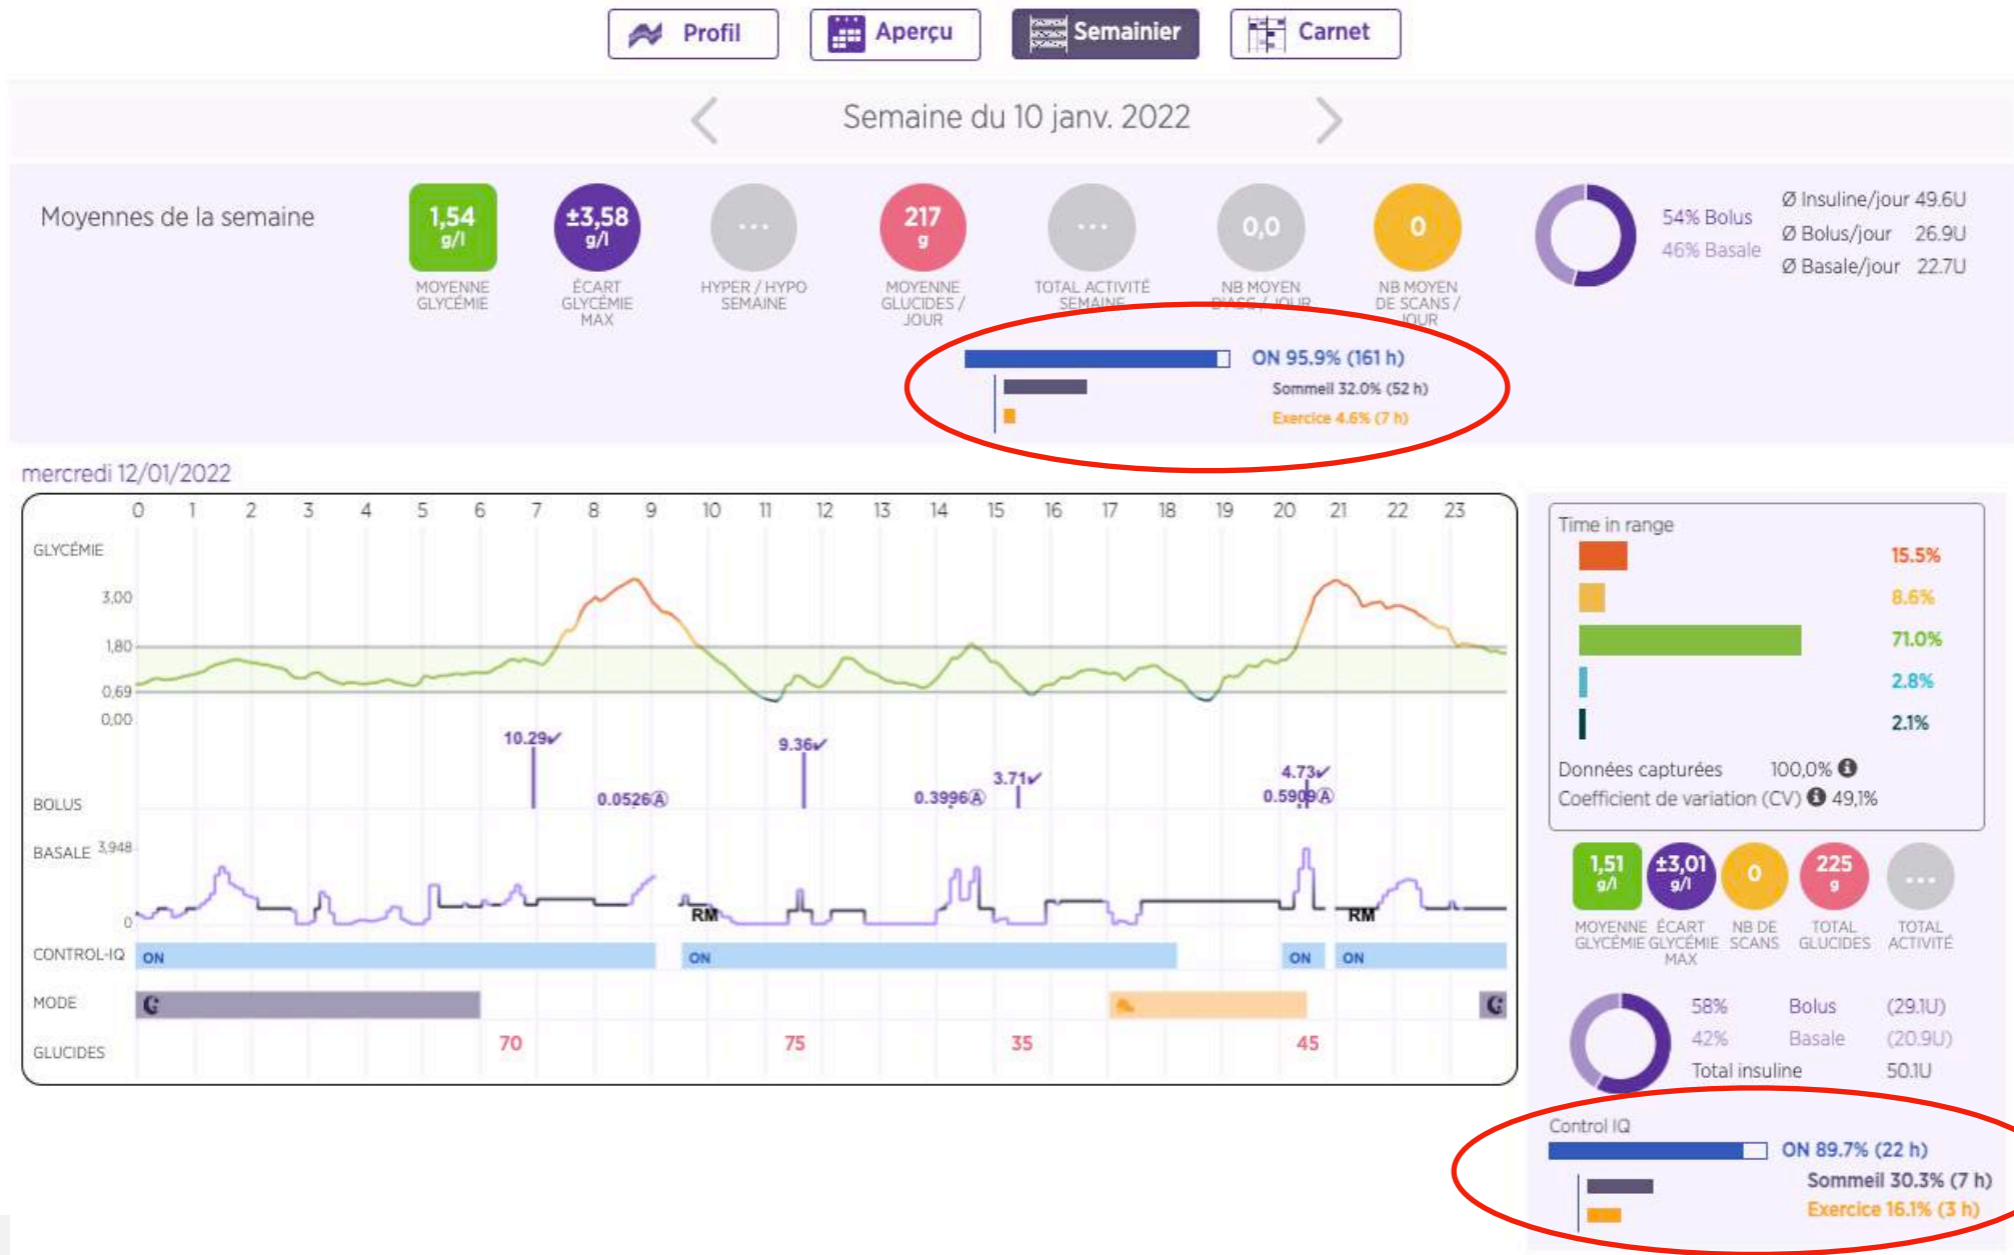 Profil
Aperçu
Semainier
Carnet
Semaine du 10 janv. 2022
Moyennes de la semaine
1,54
g/l
MOYENNE
GLYCÉMIE
±3,58
g/l
ÉCART
GLYCÉMIE
MAX
...
HYPER / HYPO
SEMAINE
217
g
MOYENNE
GLUCIDES /
JOUR
...
TOTAL ACTIVITÉ
SEMAINE
0,0
NB MOYEN
D'ASG / JOUR
0
NB MOYEN
DE SCANS /
JOUR
54% Bolus
46% Basale
Ø Insuline/jour 49.6U
Ø Bolus/jour 26.9U
Ø Basale/jour 22.7U
ON 95.9% (161 h)
Sommeil 32.0% (52 h)
Exercice 4.6% (7 h)
mercredi 12/01/2022
0 1 2 3 4 5 6 7 8 9 10 11 12 13 14 15 16 17 18 19 20 21 22 23
GLYCÉMIE
3,00
1,80
0,69
0,00
10.29✔
9.36✔
3.71✔
4.73✔
BOLUS
0.0526Ⓐ
0.3996Ⓐ
0.5909Ⓐ
BASALE 3,948
0
RM
RM
CONTROL-IQ
ON
ON
ON
ON
MODE
GLUCIDES
70
75
35
45
Time in range
15.5%
8.6%
71.0%
2.8%
2.1%
Données capturées 100,0%
Coefficient de variation (CV) 49,1%
1,51
g/l
MOYENNE
GLYCÉMIE
±3,01
g/l
ÉCART
GLYCÉMIE
MAX
0
NB DE
SCANS
225
g
TOTAL
GLUCIDES
...
TOTAL
ACTIVITÉ
58% Bolus (29.1U)
42% Basale (20.9U)
Total insuline 50.1U
Control IQ
ON 89.7% (22 h)
Sommeil 30.3% (7 h)
Exercice 16.1% (3 h)